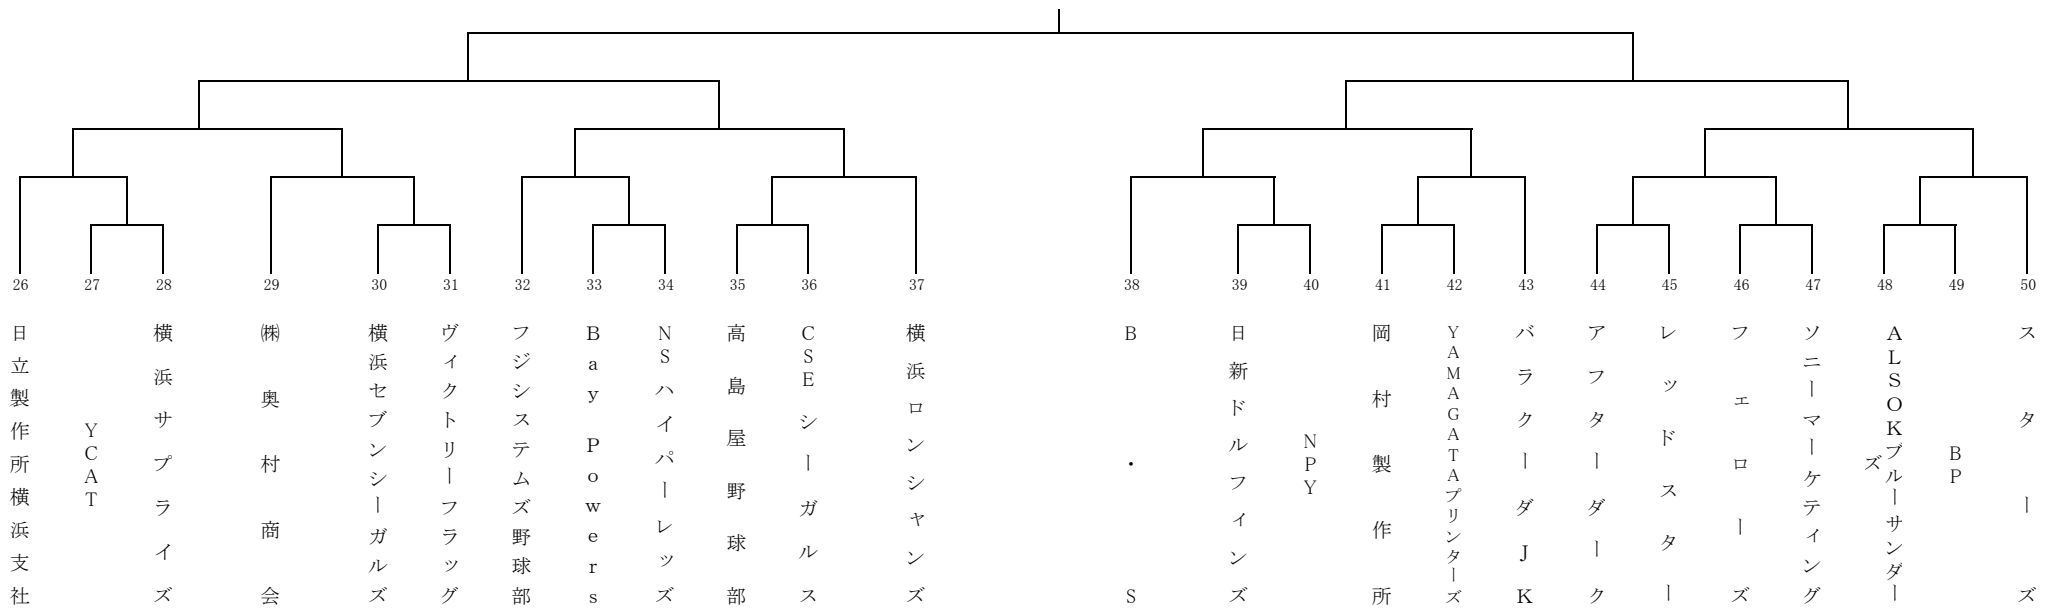 26
27
28
29
30
31
32
33
34
35
36
37
38
39
40
41
42
43
44
45
46
47
48
49
50
日立製作所横浜支社
YCAT
横浜サプライズ
㈱奥村商会
横浜セブンシーガルズ
ヴィクトリーフラッグ
フジシステムズ野球部
Bay Powers
NSハイパーレッズ
高島屋野球部
CSEシーガルス
横浜ロンシャンズ
B・S
日新ドルフィンズ
NPY
岡村製作所
YAMAGATAプリンターズ
バラクーダJK
アフターダーク
レッドスター
フェローズ
ソニーマーケティング
ALSOKブルーサンダー
ズ
BP
スターズ